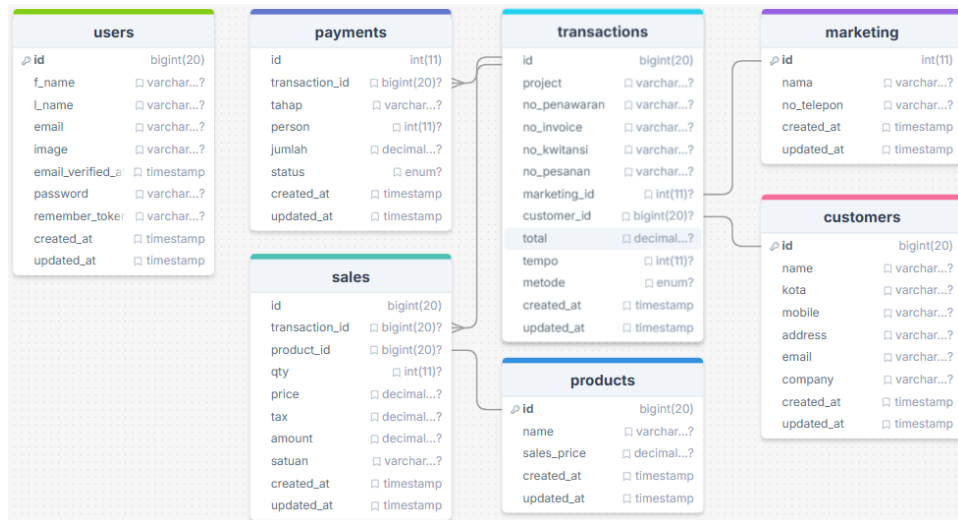 users
id bigint(20)
f_name varchar...?
l_name varchar...?
email varchar...?
image varchar...?
email_verified_a timestamp
password varchar...?
remember_token varchar...?
created_at timestamp
updated_at timestamp
payments
id int(11)
transaction_id bigint(20)?
tahap varchar...?
person int(11)?
jumlah decimal...?
status enum?
created_at timestamp
updated_at timestamp
sales
id bigint(20)
transaction_id bigint(20)?
product_id bigint(20)?
qty int(11)?
price decimal...?
tax decimal...?
amount decimal...?
satuan varchar...?
created_at timestamp
updated_at timestamp
transactions
id bigint(20)
project varchar...?
no_penawaran varchar...?
no_invoice varchar...?
no_kwitansi varchar...?
no_pesanan varchar...?
marketing_id int(11)?
customer_id bigint(20)?
total decimal...?
tempo int(11)?
metode enum?
created_at timestamp
updated_at timestamp
products
id bigint(20)
name varchar...?
sales_price decimal...?
created_at timestamp
updated_at timestamp
marketing
id int(11)
nama varchar...?
no_telepon varchar...?
created_at timestamp
updated_at timestamp
customers
id bigint(20)
name varchar...?
kota varchar...?
mobile varchar...?
address varchar...?
email varchar...?
company varchar...?
created_at timestamp
updated_at timestamp